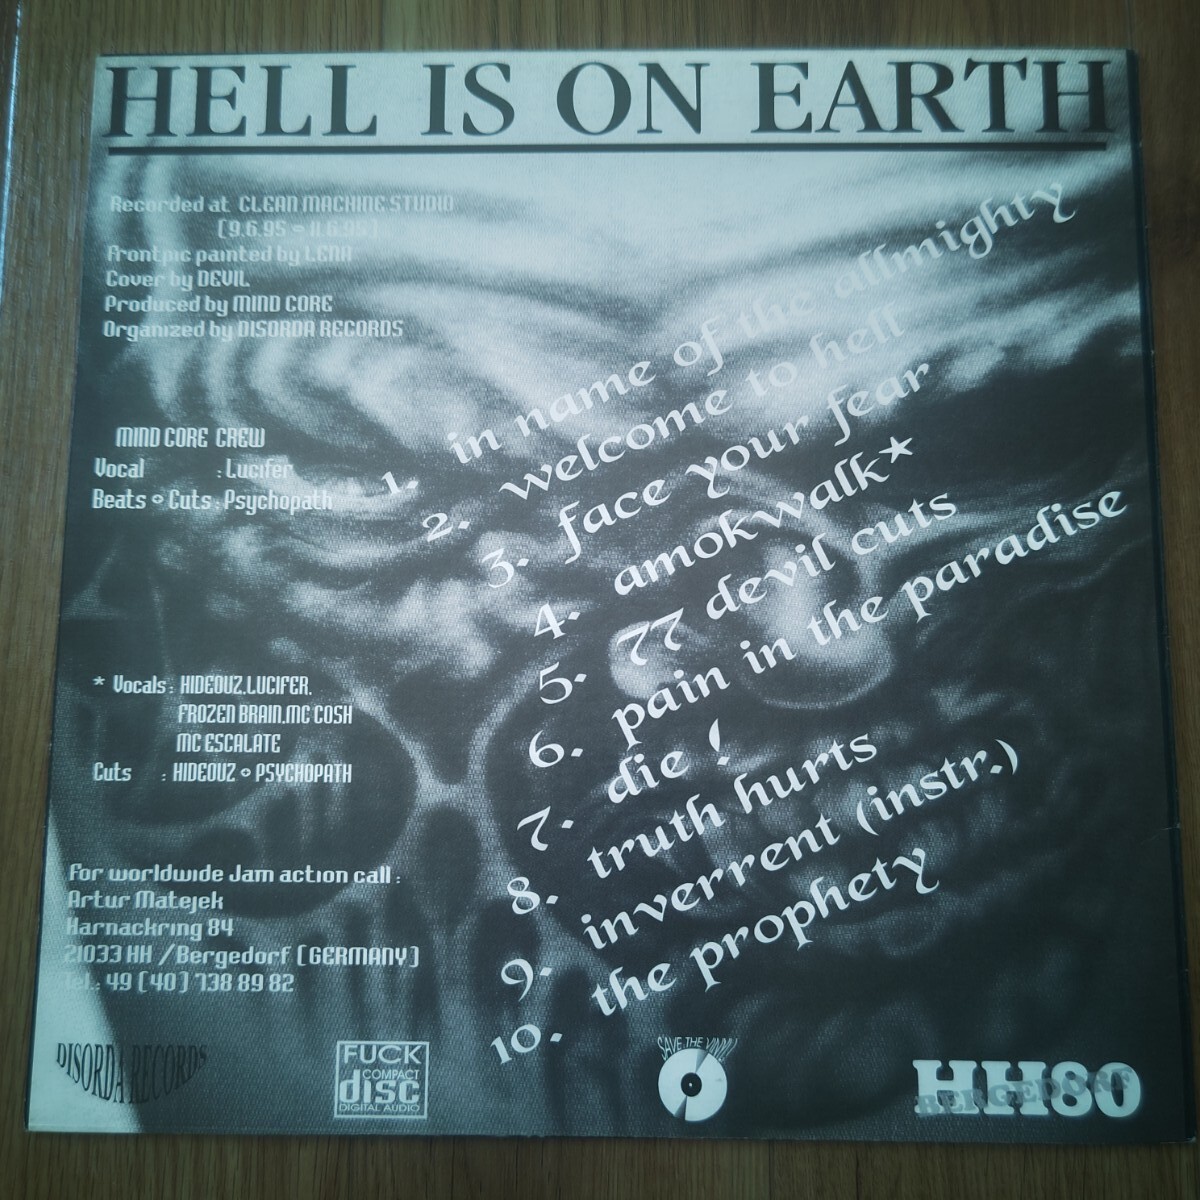 HELL IS ON EARTH
Recorded at CLEAN MACHINE STUDIO
[9.6.95 - 11.6.95]
Frontpic painted by LENA
Cover by DEVIL
Produced by MIND CORE
Organized by DISORDA RECORDS
MIND CORE CREW
Vocal : Lucifer
Beats + Cuts : Psychopath
* Vocals : HIDEOUZ.LUCIFER.
FROZEN BRAIN.MC COSH
MC ESCALATE
Cuts : HIDEOUZ + PSYCHOPATH
For worldwide Jam action call :
Artur Matejek
Harnackring 84
21033 HH / Bergedorf [GERMANY]
Tel.: 49 [40] 738 89 82
1. in name of the allmighty
2. welcome to hell
3. face your fear
4. amokwalk*
5. 77 devil cuts
6. pain in the paradise
7. die !
8. truth hurts
9. inverrent (instr.)
10. the prophety
DISORDA RECORDS
FUCK
COMPACT
disc
DIGITAL AUDIO
SAVE THE VINYL!
HH80
BERGEDORF